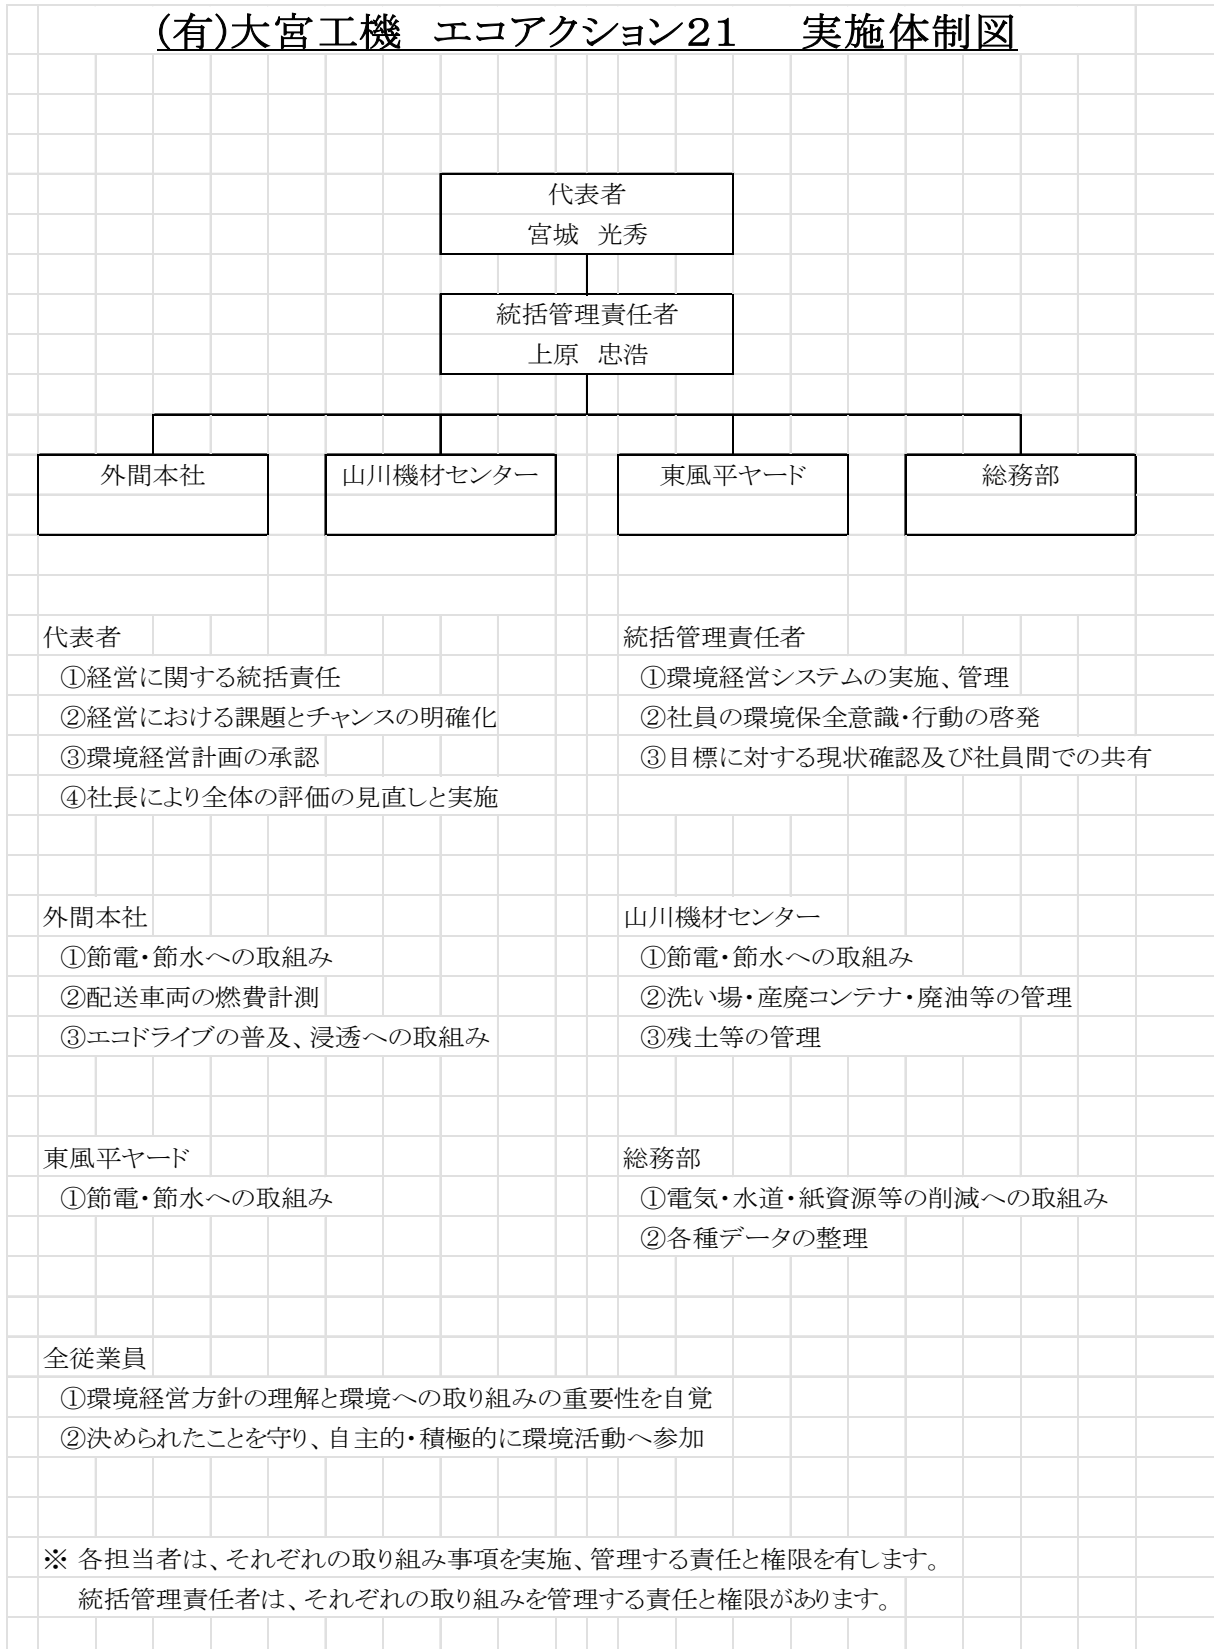 (有)大宮工機　エコアクション21　　実施体制図
代表者
宮城　光秀
統括管理責任者
上原　忠浩
外間本社
山川機材センター
東風平ヤード
総務部
代表者
①経営に関する統括責任
②経営における課題とチャンスの明確化
③環境経営計画の承認
④社長により全体の評価の見直しと実施
統括管理責任者
①環境経営システムの実施、管理
②社員の環境保全意識・行動の啓発
③目標に対する現状確認及び社員間での共有
外間本社
①節電・節水への取組み
②配送車両の燃費計測
③エコドライブの普及、浸透への取組み
山川機材センター
①節電・節水への取組み
②洗い場・産廃コンテナ・廃油等の管理
③残土等の管理
東風平ヤード
①節電・節水への取組み
総務部
①電気・水道・紙資源等の削減への取組み
②各種データの整理
全従業員
①環境経営方針の理解と環境への取り組みの重要性を自覚
②決められたことを守り、自主的・積極的に環境活動へ参加
※ 各担当者は、それぞれの取り組み事項を実施、管理する責任と権限を有します。
統括管理責任者は、それぞれの取り組みを管理する責任と権限があります。